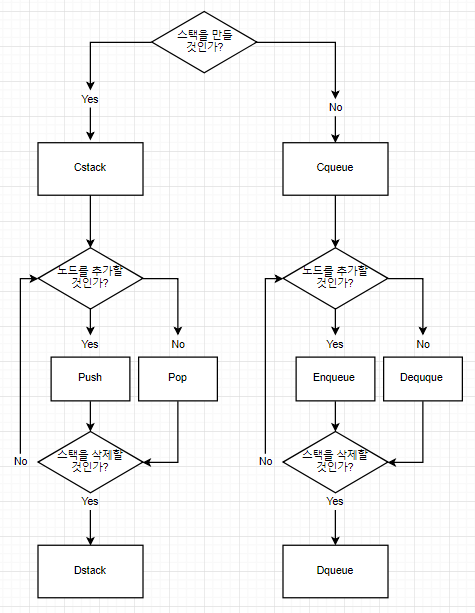 스택을 만들
것인가?
Yes
No
Cstack
Cqueue
노드를 추가할
것인가?
노드를 추가할
것인가?
Yes
No
Yes
No
Push
Pop
Enqueue
Dequque
스택을 삭제할
것인가?
스택을 삭제할
것인가?
No
No
Yes
Yes
Dstack
Dqueue